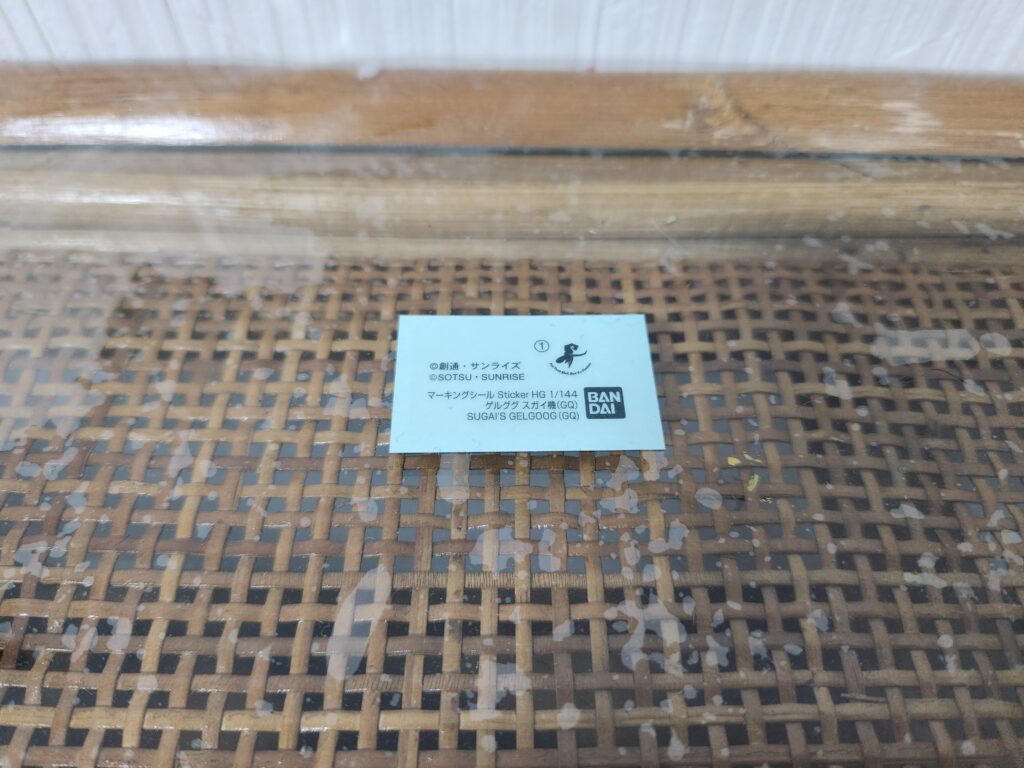 ①
©創通・サンライズ
©SOTSU・SUNRISE
マーキングシール Sticker HG 1/144
ゲルググ スガイ機(GQ)
SUGAI'S GELGOOG(GQ)
BAN
DAI